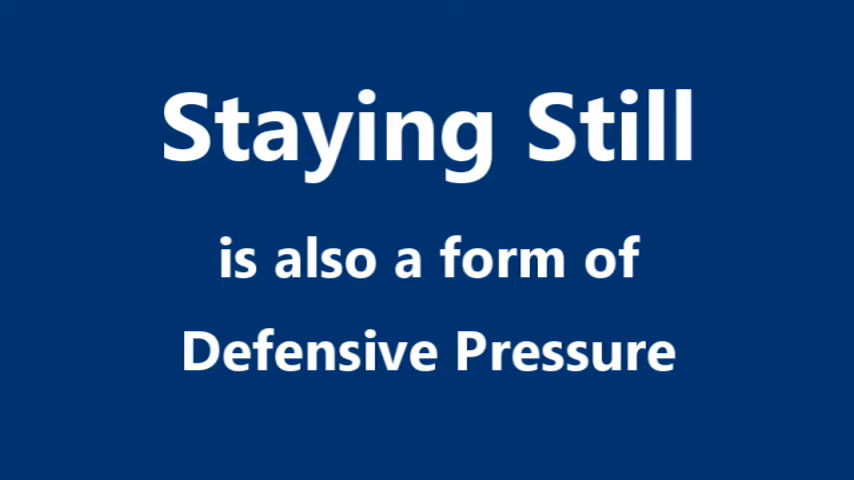 Staying Still
is also a form of
Defensive Pressure